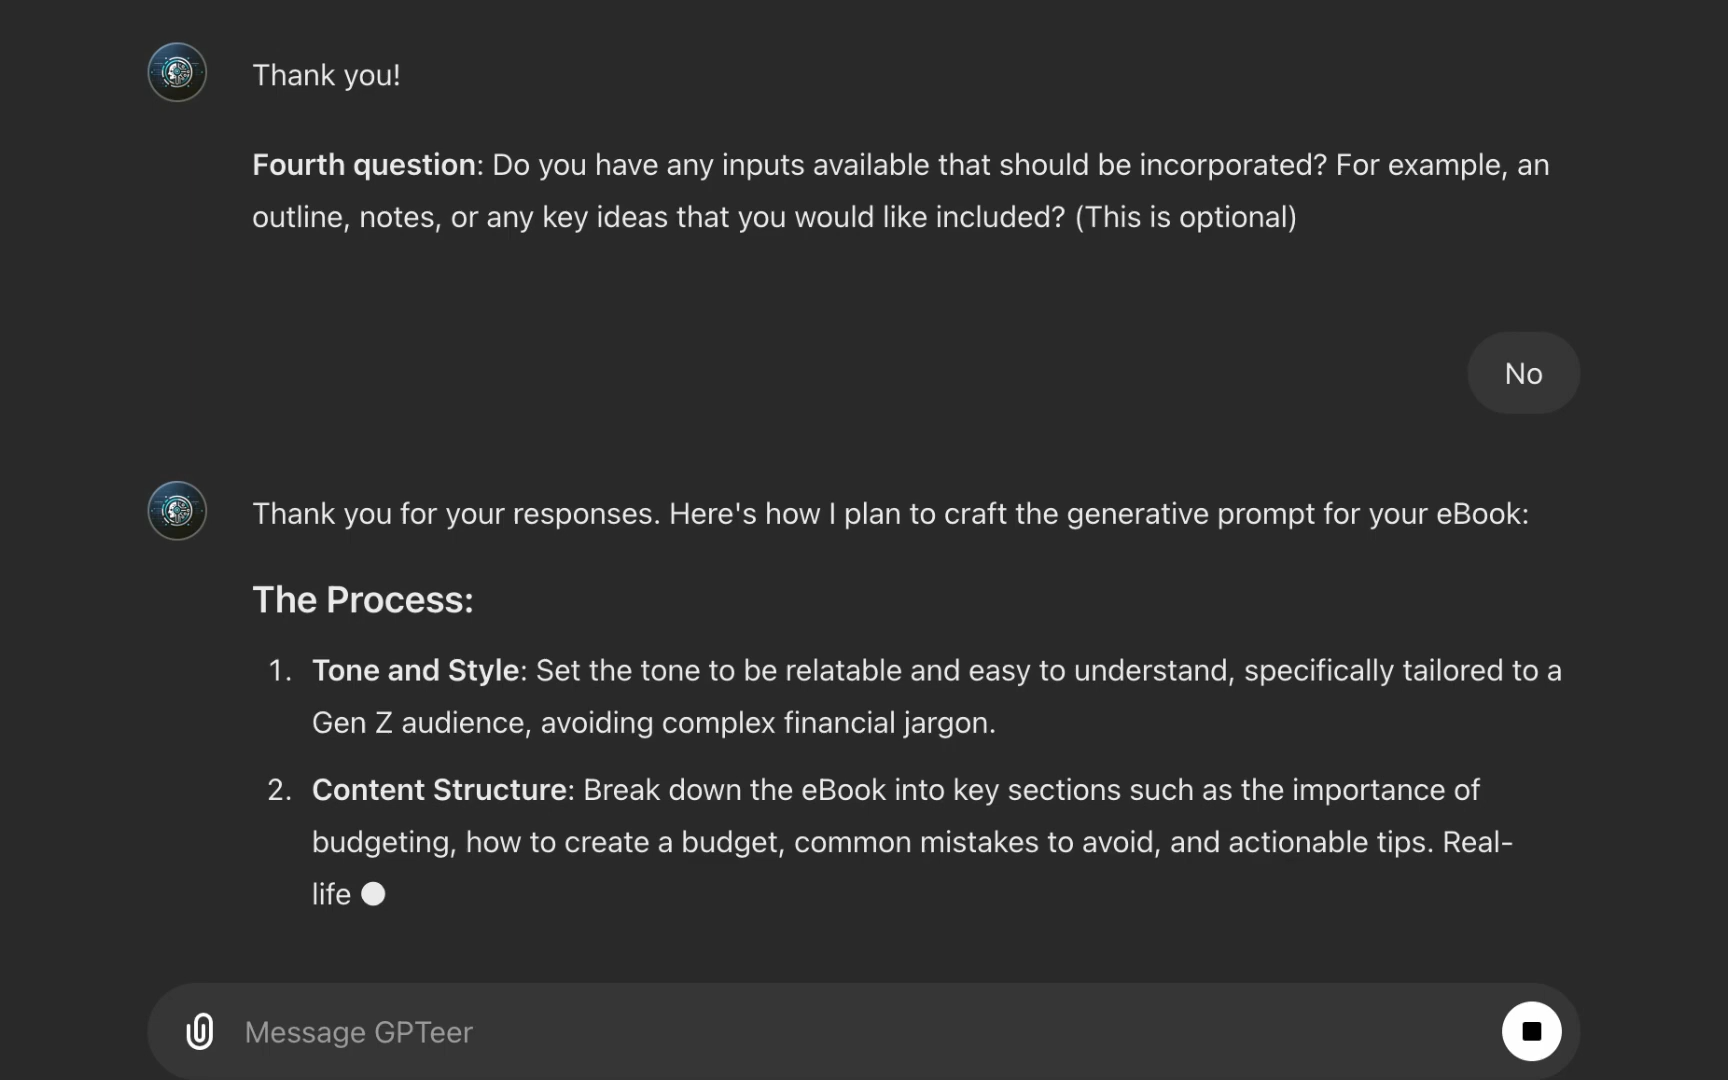 Thank you!
Fourth question: Do you have any inputs available that should be incorporated? For example, an
outline, notes, or any key ideas that you would like included? (This is optional)
No
Thank you for your responses. Here's how I plan to craft the generative prompt for your eBook:
The Process:
1. Tone and Style: Set the tone to be relatable and easy to understand, specifically tailored to a
Gen Z audience, avoiding complex financial jargon.
2. Content Structure: Break down the eBook into key sections such as the importance of
budgeting, how to create a budget, common mistakes to avoid, and actionable tips. Real-
life
Message GPTeer